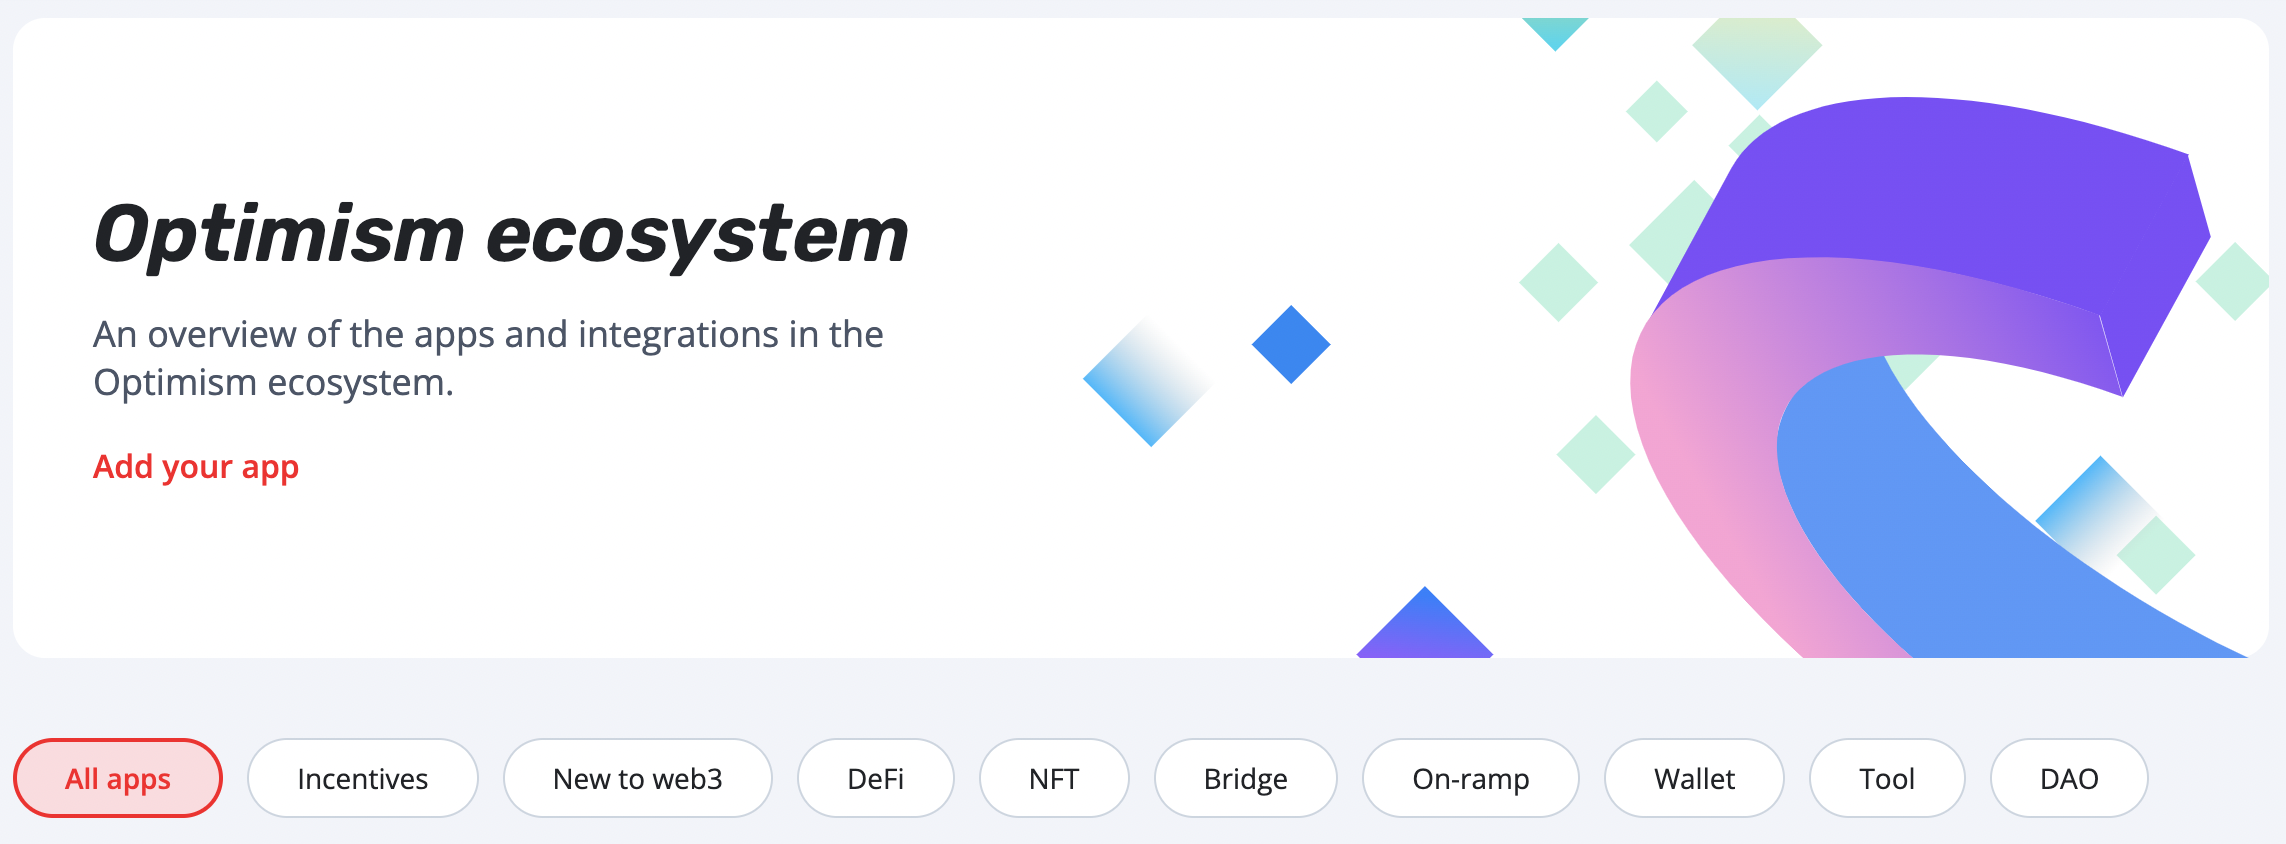 Optimism ecosystem
An overview of the apps and integrations in the
Optimism ecosystem.
Add your app
All apps
Incentives
New to web3
DeFi
NFT
Bridge
On-ramp
Wallet
Tool
DAO